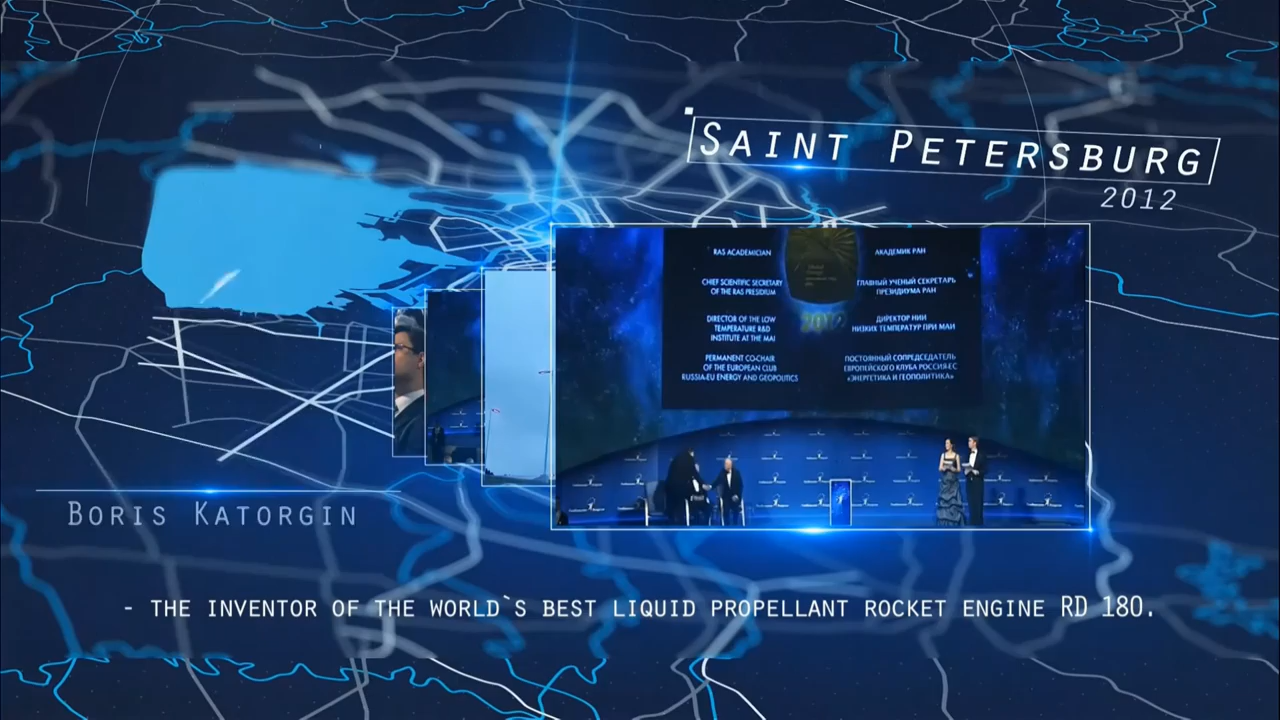 SAINT PETERSBURG
2012
RAS ACADEMICIAN
CHIEF SCIENTIFIC SECRETARY
OF THE RAS PRESIDIUM
DIRECTOR OF THE LOW
TEMPERATURE R&D
INSTITUTE AT THE MAI
PERMANENT CO-CHAIR
OF THE EUROPEAN CLUB
RUSSIA-EU ENERGY AND GEOPOLITICS
2012
АКАДЕМИК РАН
ГЛАВНЫЙ УЧЕНЫЙ СЕКРЕТАРЬ
ПРЕЗИДИУМА РАН
ДИРЕКТОР НИИ
НИЗКИХ ТЕМПЕРАТУР ПРИ МАИ
ПОСТОЯННЫЙ СОПРЕДСЕДАТЕЛЬ
ЕВРОПЕЙСКОГО КЛУБА РОССИЯ-ЕС
«ЭНЕРГЕТИКА И ГЕОПОЛИТИКА»
BORIS KATORGIN
- THE INVENTOR OF THE WORLD`S BEST LIQUID PROPELLANT ROCKET ENGINE RD 180.